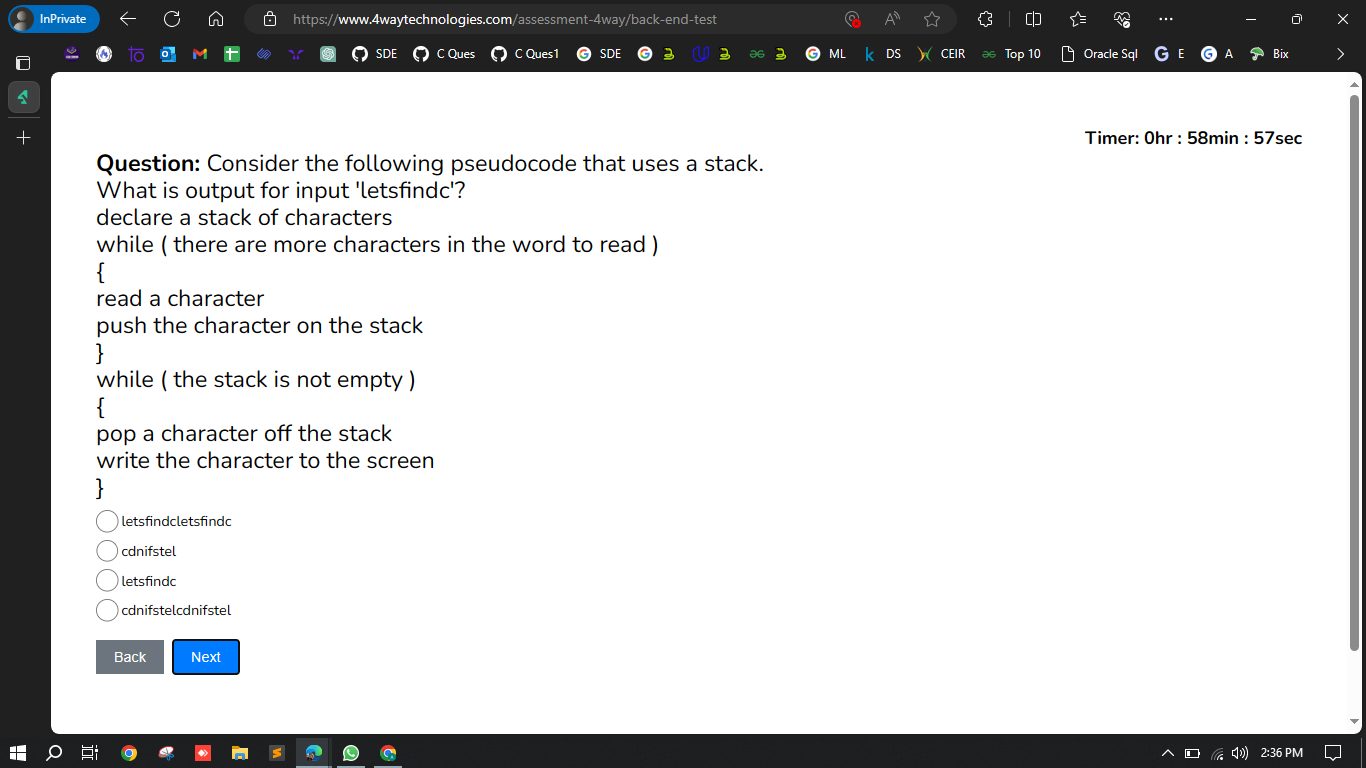 InPrivate
https://www.4waytechnologies.com/assessment-4way/back-end-test
SDE
C Ques
C Ques1
SDE
ML
DS
CEIR
Top 10
Oracle Sql
E
A
Bix
Timer: 0hr : 58min : 57sec
Question: Consider the following pseudocode that uses a stack.
What is output for input 'letsfindc'?
declare a stack of characters
while ( there are more characters in the word to read )
{
read a character
push the character on the stack
}
while ( the stack is not empty )
{
pop a character off the stack
write the character to the screen
}
letsfindcletsfindc
cdnifstel
letsfindc
cdnifstelcdnifstel
Back
Next
2:36 PM